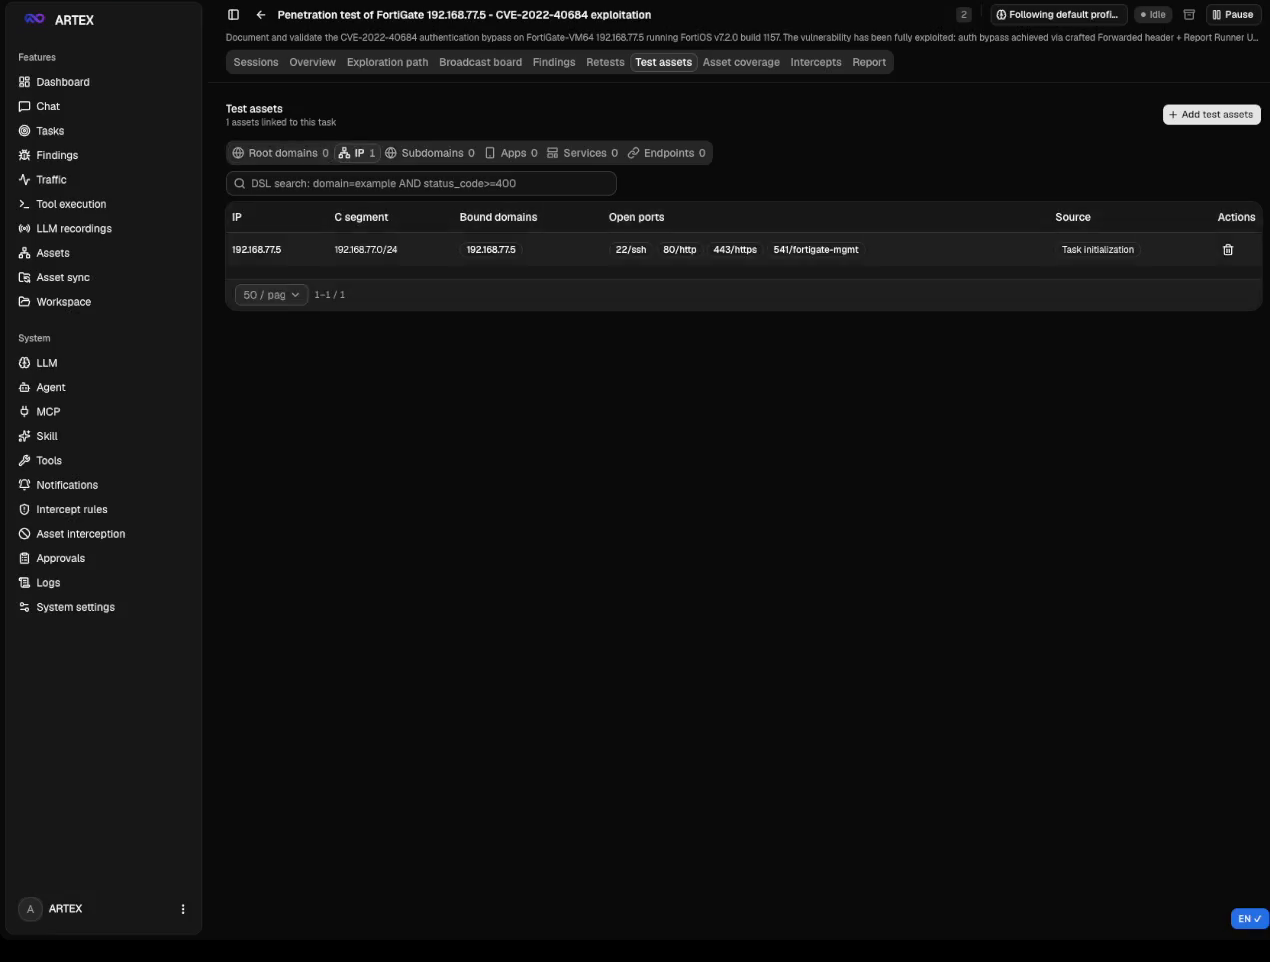 ARTEX
Features
Dashboard
Chat
Tasks
Findings
Traffic
Tool execution
LLM recordings
Assets
Asset sync
Workspace
System
LLM
Agent
MCP
Skill
Tools
Notifications
Intercept rules
Asset interception
Approvals
Logs
System settings
A ARTEX
Penetration test of FortiGate 192.168.77.5 - CVE-2022-40684 exploitation
2 Following default profi... Idle Pause
Document and validate the CVE-2022-40684 authentication bypass on FortiGate-VM64 192.168.77.5 running FortiOS v7.2.0 build 1157. The vulnerability has been fully exploited: auth bypass achieved via crafted Forwarded header + Report Runner U...
Sessions Overview Exploration path Broadcast board Findings Retests Test assets Asset coverage Intercepts Report
Test assets
1 assets linked to this task
+ Add test assets
Root domains 0 IP 1 Subdomains 0 Apps 0 Services 0 Endpoints 0
DSL search: domain=example AND status_code>=400
IP C segment Bound domains Open ports Source Actions
192.168.77.5 192.168.77.0/24 192.168.77.5 22/ssh 80/http 443/https 541/fortigate-mgmt Task initialization
50 / pag 1–1 / 1
EN ✓